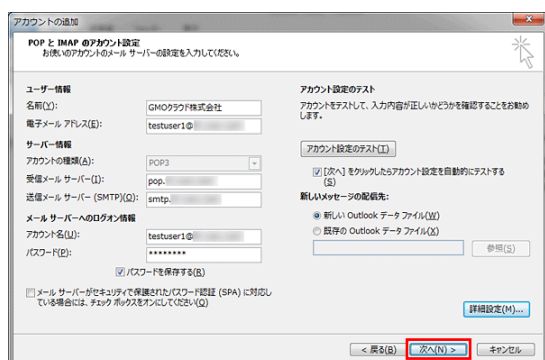 アカウントの追加
POP と IMAP のアカウント設定
お使いのアカウントのメール サーバーの設定を入力してください。
ユーザー情報
名前(Y):
GMOクラウド株式会社
電子メール アドレス(E):
testuser1@
サーバー情報
アカウントの種類(A):
POP3
受信メール サーバー(I):
pop.
送信メール サーバー (SMTP)(O):
smtp.
メール サーバーへのログオン情報
アカウント名(U):
testuser1@
パスワード(P):
********
パスワードを保存する(R)
メール サーバーがセキュリティで保護されたパスワード認証 (SPA) に対応し
ている場合には、チェック ボックスをオンにしてください(Q)
アカウント設定のテスト
アカウントをテストして、入力内容が正しいかどうかを確認することをお勧め
します。
アカウント設定のテスト(T)
[次へ] をクリックしたらアカウント設定を自動的にテストする
(S)
新しいメッセージの配信先:
新しい Outlook データ ファイル(W)
既存の Outlook データ ファイル(X)
参照(S)
詳細設定(M)...
< 戻る(B)
次へ(N) >
キャンセル